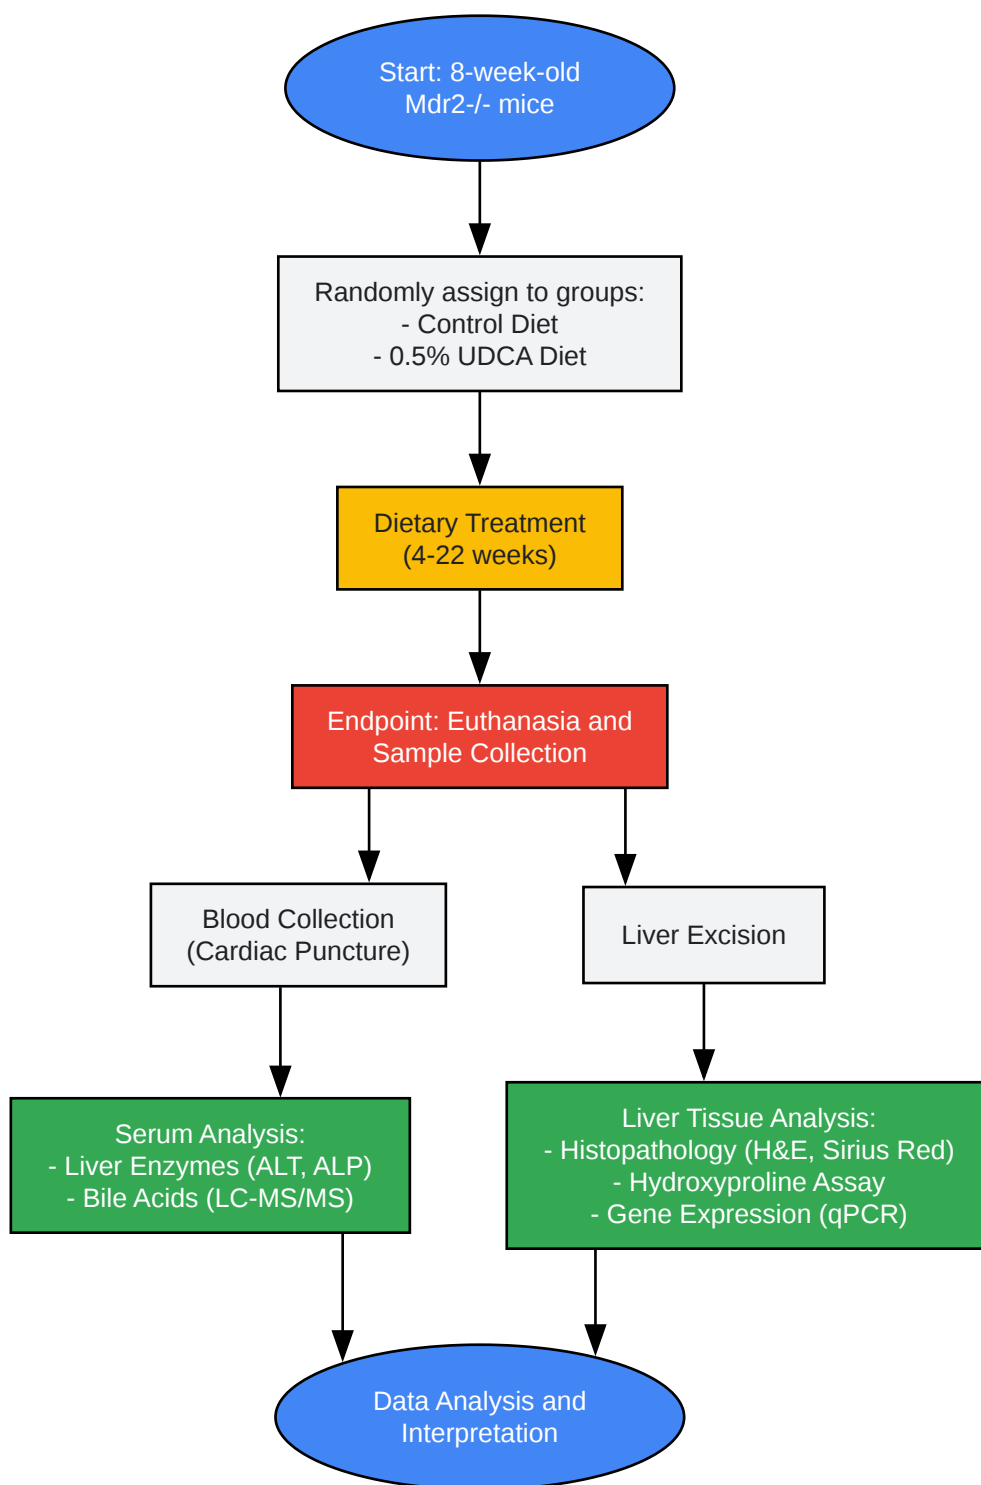 Start: 8-week-old
Mdr2-/- mice
Randomly assign to groups:
- Control Diet
- 0.5% UDCA Diet
Dietary Treatment
(4-22 weeks)
Endpoint: Euthanasia and
Sample Collection
Blood Collection
(Cardiac Puncture)
Liver Excision
Serum Analysis:
- Liver Enzymes (ALT, ALP)
- Bile Acids (LC-MS/MS)
Liver Tissue Analysis:
- Histopathology (H&E, Sirius Red)
- Hydroxyproline Assay
- Gene Expression (qPCR)
Data Analysis and
Interpretation